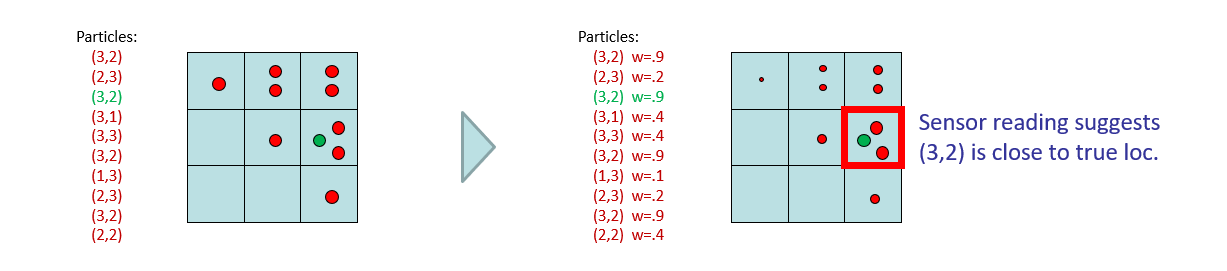 Particles:
(3,2)
(2,3)
(3,2)
(3,1)
(3,3)
(3,2)
(1,3)
(2,3)
(3,2)
(2,2)
Particles:
(3,2) w=.9
(2,3) w=.2
(3,2) w=.9
(3,1) w=.4
(3,3) w=.4
(3,2) w=.9
(1,3) w=.1
(2,3) w=.2
(3,2) w=.9
(2,2) w=.4
Sensor reading suggests
(3,2) is close to true loc.